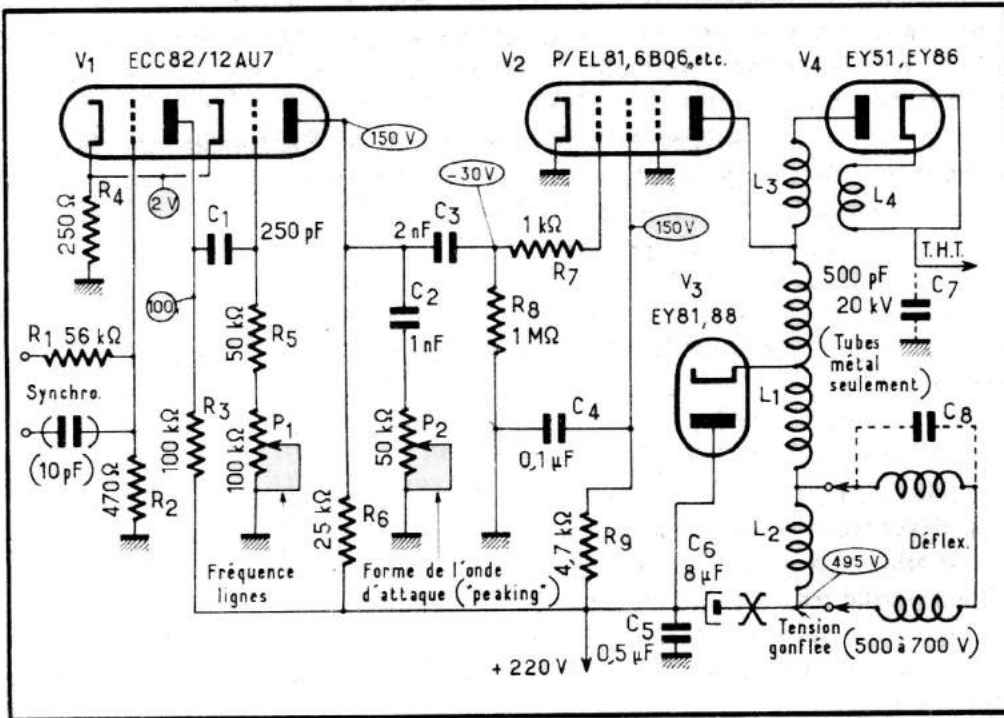 V1 ECC82/12AU7
V2 P/EL81,6BQ6, etc.
V4 EY51, EY86
150 V
-30V
R4
250 Ω
2 V
C1
250 pF
2 nF
C3
1 kΩ
R7
150 V
L3
L4
T.H.T.
C7
500 pF
20 kV
(Tubes
métal
seulement)
100
R1 56 kΩ
Synchro.
(10 pF)
470 Ω
R2
R3
100 kΩ
50 kΩ
R5
100 kΩ
P1
Fréquence
lignes
C2
1 nF
50 kΩ
P2
25 kΩ
R6
Forme de l'onde
d'attaque ("peaking")
R8
1 MΩ
C4
0,1 µF
4,7 kΩ
R9
+ 220 V
V3
EY81, 88
L1
C8
L2
Déflex.
495 V
C6
8 µF
C5
0,5 µF
Tension
gonflée (500 à 700 V)